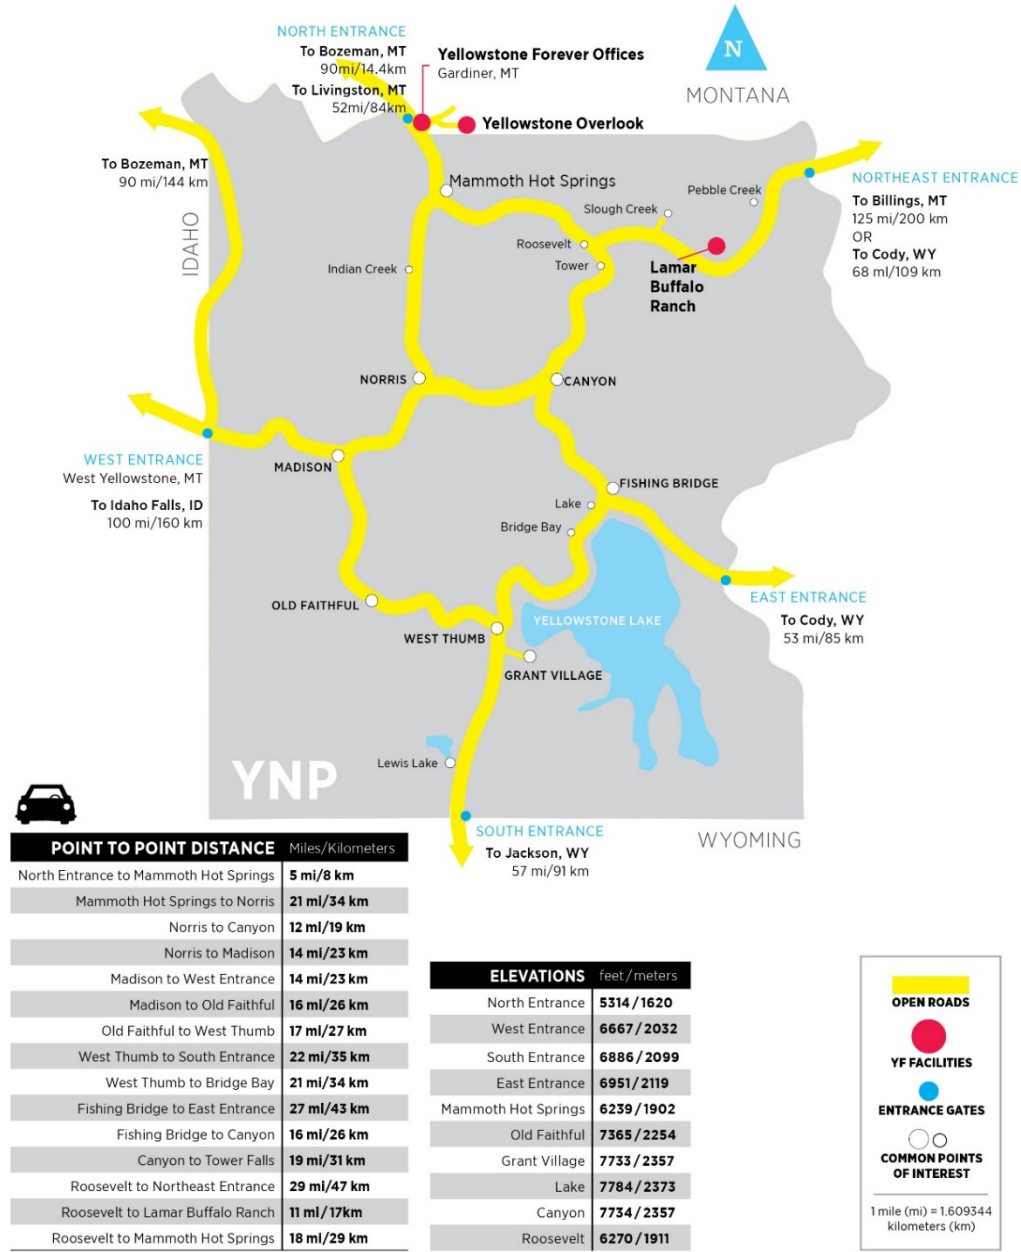 NORTH ENTRANCE
To Bozeman, MT
90mi/14.4km
To Livingston, MT
52mi/84km
Yellowstone Forever Offices
Gardiner, MT
Yellowstone Overlook
N
MONTANA
To Bozeman, MT
90 mi/144 km
IDAHO
Mammoth Hot Springs
Pebble Creek
Slough Creek
Roosevelt
Tower
Indian Creek
Lamar
Buffalo
Ranch
NORTHEAST ENTRANCE
To Billings, MT
125 mi/200 km
OR
To Cody, WY
68 ml/109 km
NORRIS
CANYON
WEST ENTRANCE
West Yellowstone, MT
To Idaho Falls, ID
100 mi/160 km
MADISON
FISHING BRIDGE
Lake
Bridge Bay
OLD FAITHFUL
WEST THUMB
YELLOWSTONE LAKE
GRANT VILLAGE
EAST ENTRANCE
To Cody, WY
53 mi/85 km
Lewis Lake
YNP
SOUTH ENTRANCE
To Jackson, WY
57 mi/91 km
WYOMING
POINT TO POINT DISTANCE Miles/Kilometers
North Entrance to Mammoth Hot Springs 5 mi/8 km
Mammoth Hot Springs to Norris 21 mi/34 km
Norris to Canyon 12 ml/19 km
Norris to Madison 14 mi/23 km
Madison to West Entrance 14 mi/23 km
Madison to Old Faithful 16 mi/26 km
Old Faithful to West Thumb 17 ml/27 km
West Thumb to South Entrance 22 mi/35 km
West Thumb to Bridge Bay 21 ml/34 km
Fishing Bridge to East Entrance 27 ml/43 km
Fishing Bridge to Canyon 16 ml/26 km
Canyon to Tower Falls 19 mi/31 km
Roosevelt to Northeast Entrance 29 mi/47 km
Roosevelt to Lamar Buffalo Ranch 11 ml/17km
Roosevelt to Mammoth Hot Springs 18 ml/29 km
ELEVATIONS feet/meters
North Entrance 5314/1620
West Entrance 6667/2032
South Entrance 6886/2099
East Entrance 6951/2119
Mammoth Hot Springs 6239/1902
Old Faithful 7365/2254
Grant Village 7733/2357
Lake 7784/2373
Canyon 7734/2357
Roosevelt 6270/1911
OPEN ROADS
YF FACILITIES
ENTRANCE GATES
COMMON POINTS
OF INTEREST
1 mile (mi) = 1.609344
kilometers (km)